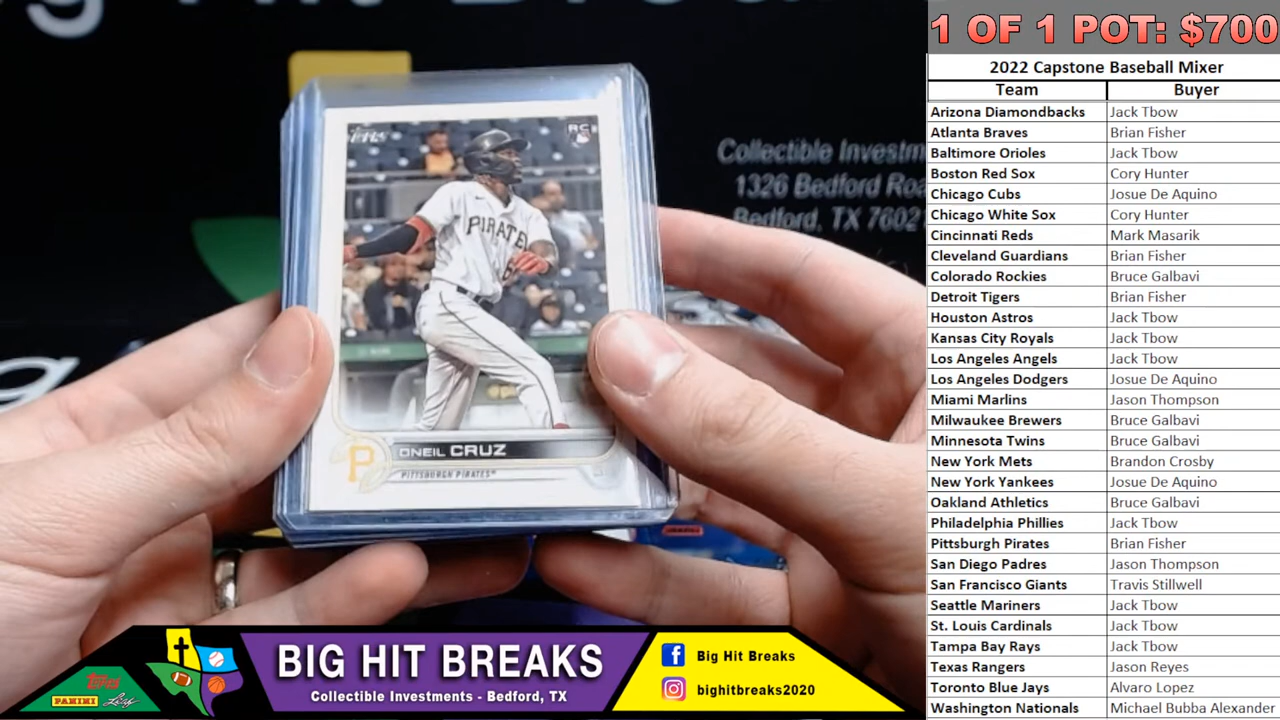 1 OF 1 POT: $700
2022 Capstone Baseball Mixer
Team Buyer
Arizona Diamondbacks Jack Tbow
Atlanta Braves Brian Fisher
Baltimore Orioles Jack Tbow
Boston Red Sox Cory Hunter
Chicago Cubs Josue De Aquino
Chicago White Sox Cory Hunter
Cincinnati Reds Mark Masarik
Cleveland Guardians Brian Fisher
Colorado Rockies Bruce Galbavi
Detroit Tigers Brian Fisher
Houston Astros Jack Tbow
Kansas City Royals Jack Tbow
Los Angeles Angels Jack Tbow
Los Angeles Dodgers Josue De Aquino
Miami Marlins Jason Thompson
Milwaukee Brewers Bruce Galbavi
Minnesota Twins Bruce Galbavi
New York Mets Brandon Crosby
New York Yankees Josue De Aquino
Oakland Athletics Bruce Galbavi
Philadelphia Phillies Jack Tbow
Pittsburgh Pirates Brian Fisher
San Diego Padres Jason Thompson
San Francisco Giants Travis Stillwell
Seattle Mariners Jack Tbow
St. Louis Cardinals Jack Tbow
Tampa Bay Rays Jack Tbow
Texas Rangers Jason Reyes
Toronto Blue Jays Alvaro Lopez
Washington Nationals Michael Bubba Alexander
Collectible Investm
1326 Bedford Roa
Bedford, TX 7602
Topps
RC
PIRATE
ONEIL CRUZ
P
PITTSBURGH PIRATES
Topps
PANINI
Leaf
BIG HIT BREAKS
Collectible Investments - Bedford, TX
Big Hit Breaks
bighitbreaks2020